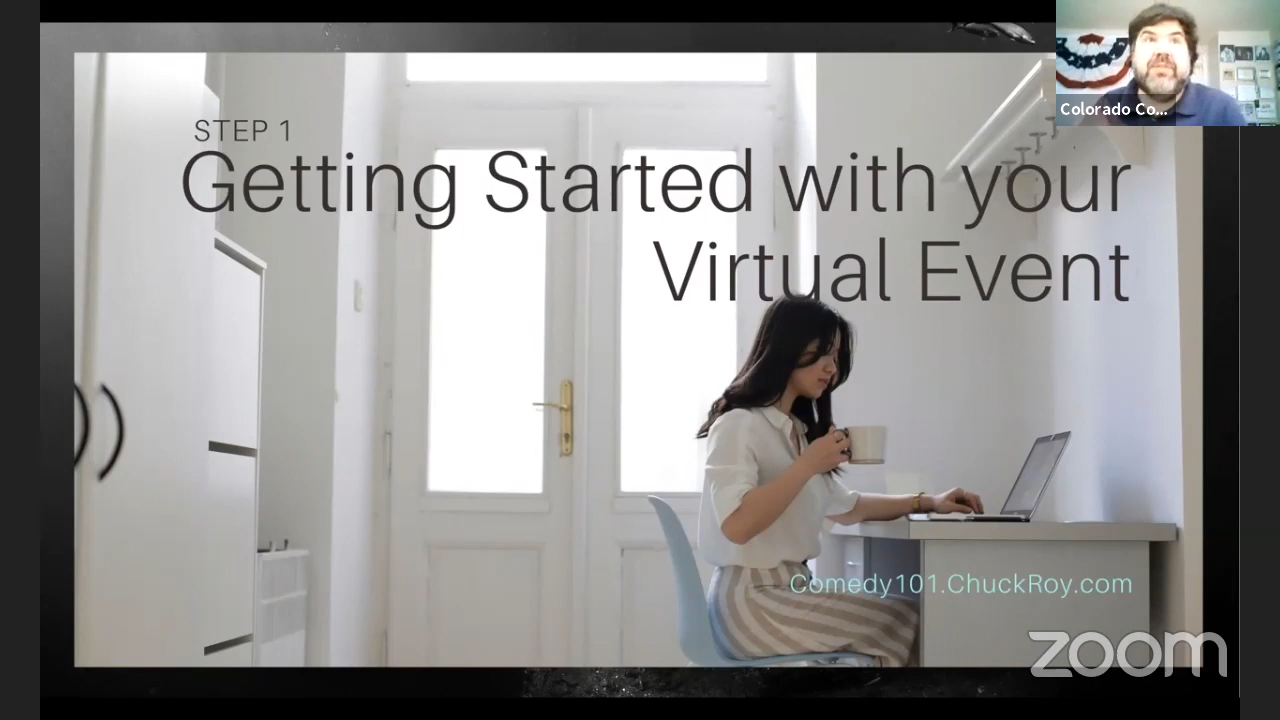 Colorado Co...
STEP 1
Getting Started with your
Virtual Event
Comedy101.ChuckRoy.com
zoom